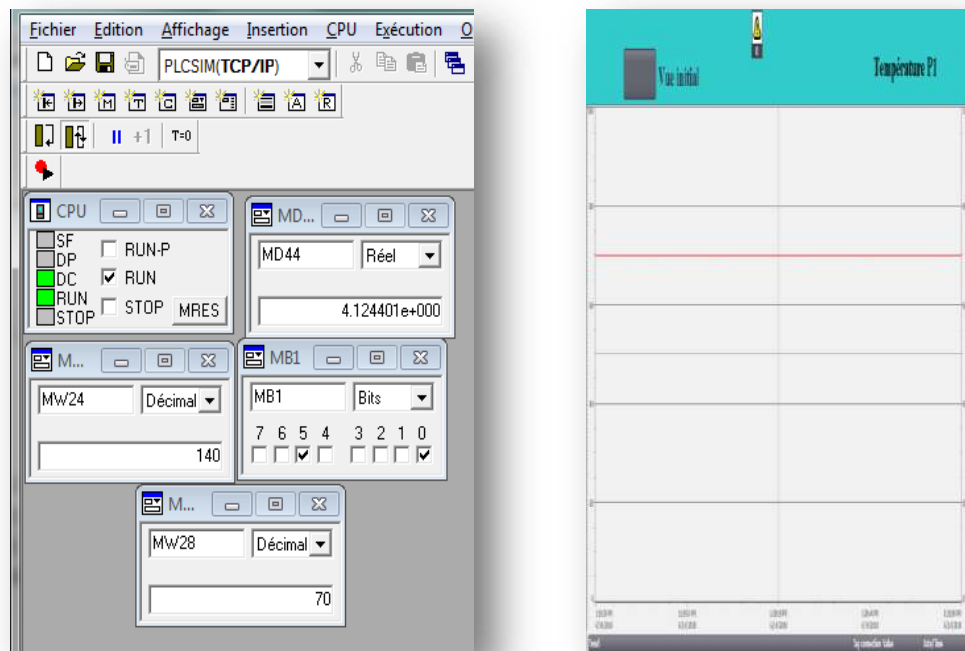 Fichier Edition Affichage Insertion CPU Exécution O
PLCSIM(TCP/IP)
+1 T=0
CPU
SF
DP
DC
RUN
STOP
RUN-P
RUN
STOP
MRES
MD...
MD44 Réel
4.124401e+000
M...
MW24 Décimal
140
MB1
MB1 Bits
7 6 5 4 3 2 1 0
M...
MW28 Décimal
70
Vue initial
Température P1